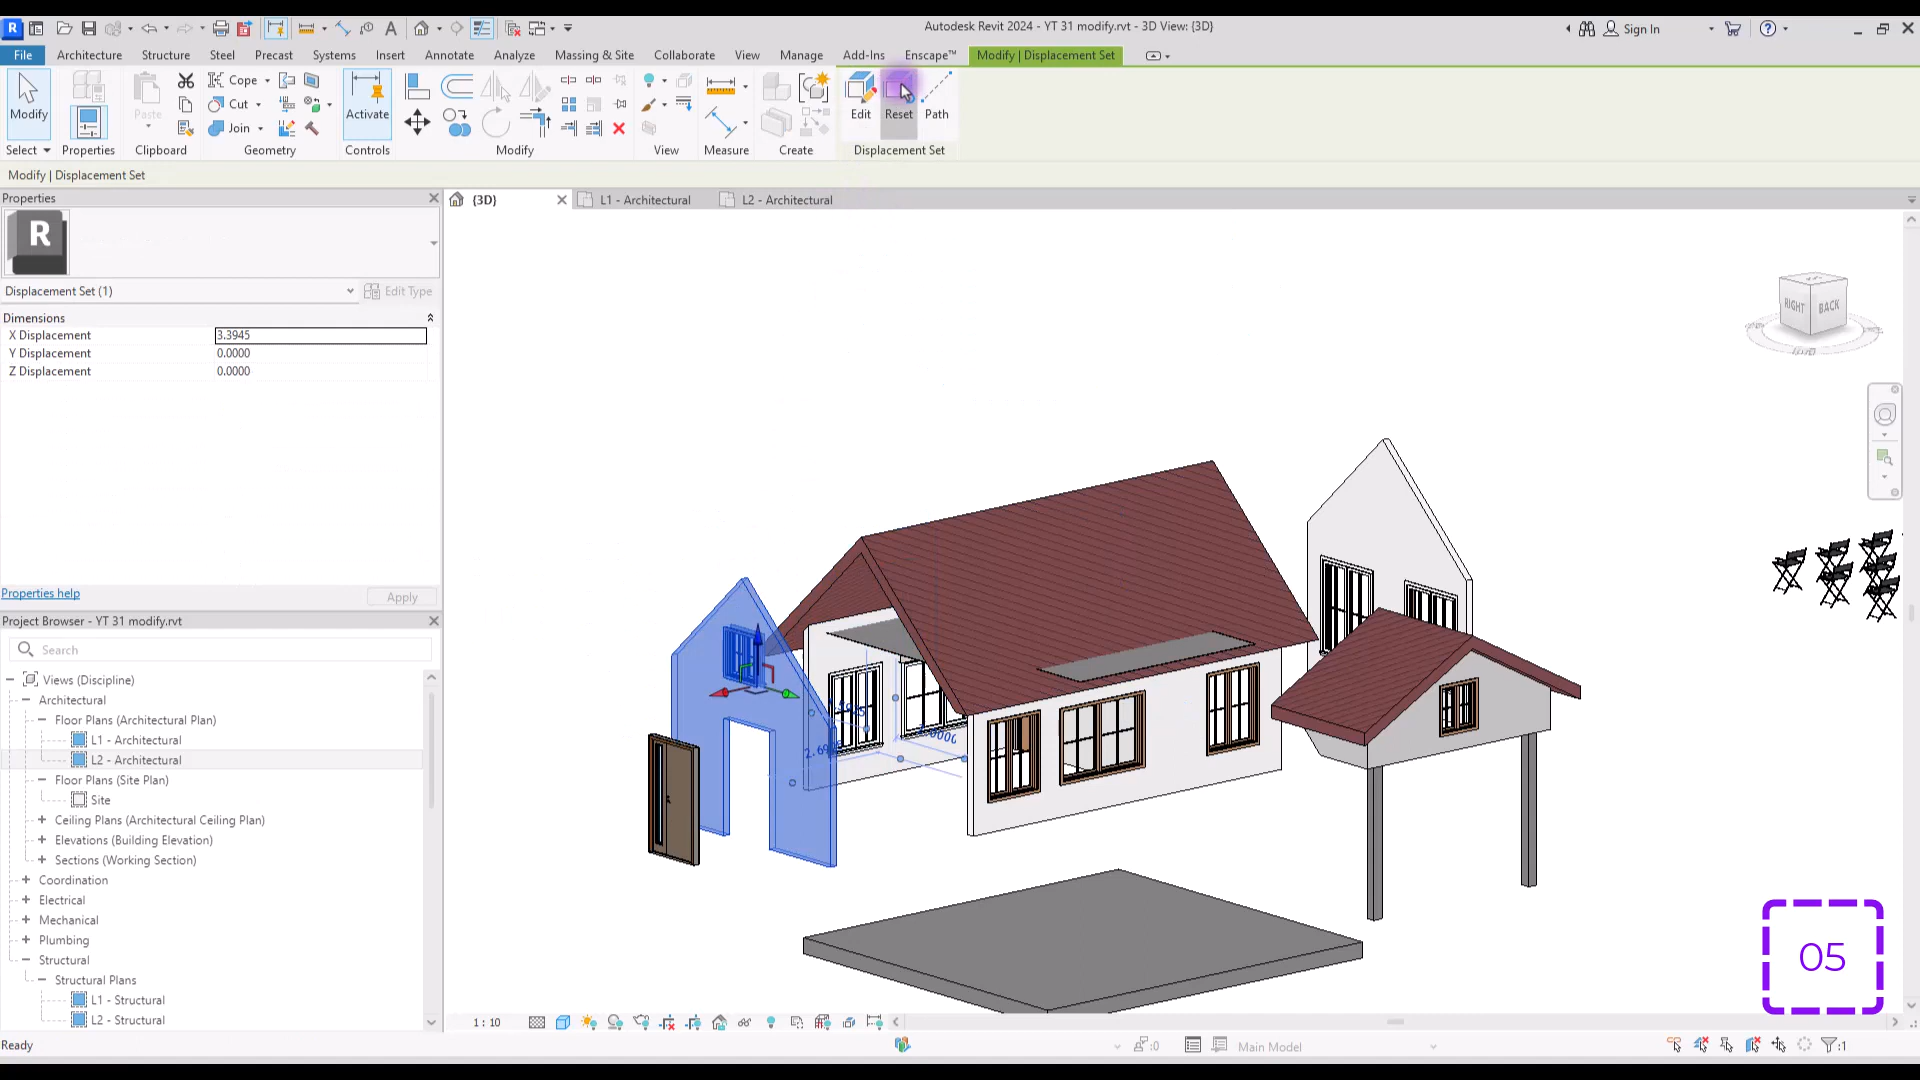 Autodesk Revit 2024 - YT 31 modify.rvt - 3D View: {3D}
Sign In
File
Architecture
Structure
Steel
Precast
Systems
Insert
Annotate
Analyze
Massing & Site
Collaborate
View
Manage
Add-Ins
Enscape™
Modify | Displacement Set
Modify
Select
Properties
Paste
Clipboard
Cope
Cut
Join
Geometry
Activate
Controls
Modify
View
Measure
Create
Edit
Reset
Path
Displacement Set
Modify | Displacement Set
Properties
R
Displacement Set (1)
Edit Type
Dimensions
X Displacement 3.3945
Y Displacement 0.0000
Z Displacement 0.0000
Properties help
Apply
Project Browser - YT 31 modify.rvt
Search
Views (Discipline)
Architectural
Floor Plans (Architectural Plan)
L1 - Architectural
L2 - Architectural
Floor Plans (Site Plan)
Site
Ceiling Plans (Architectural Ceiling Plan)
Elevations (Building Elevation)
Sections (Working Section)
Coordination
Electrical
Mechanical
Plumbing
Structural
Structural Plans
L1 - Structural
L2 - Structural
{3D}
L1 - Architectural
L2 - Architectural
RIGHT
BACK
05
1 : 10
Ready
:0
Main Model
:1